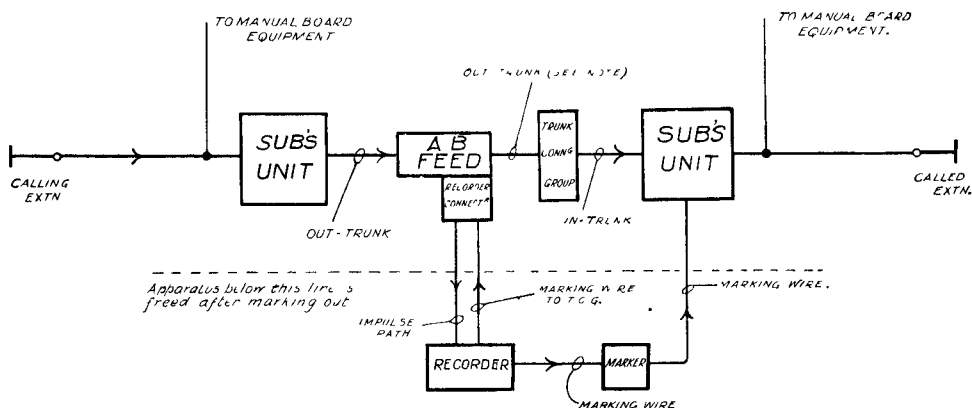 TO MANUAL BOARD
EQUIPMENT
TO MANUAL BOARD
EQUIPMENT.
OUT-TRUNK (SEE NOTE)
SUB'S
UNIT
A B
FEED
RECORDER
CONNECTR
TRUNK
CONNG
GROUP
SUB'S
UNIT
CALLING
EXTN
CALLED
EXTN.
OUT-TRUNK
IN-TRUNK
Apparatus below this line is
freed after marking out
IMPULSE
PATH
MARKING WIRE
TO T.C.G.
MARKING WIRE.
RECORDER
MARKER
MARKING WIRE